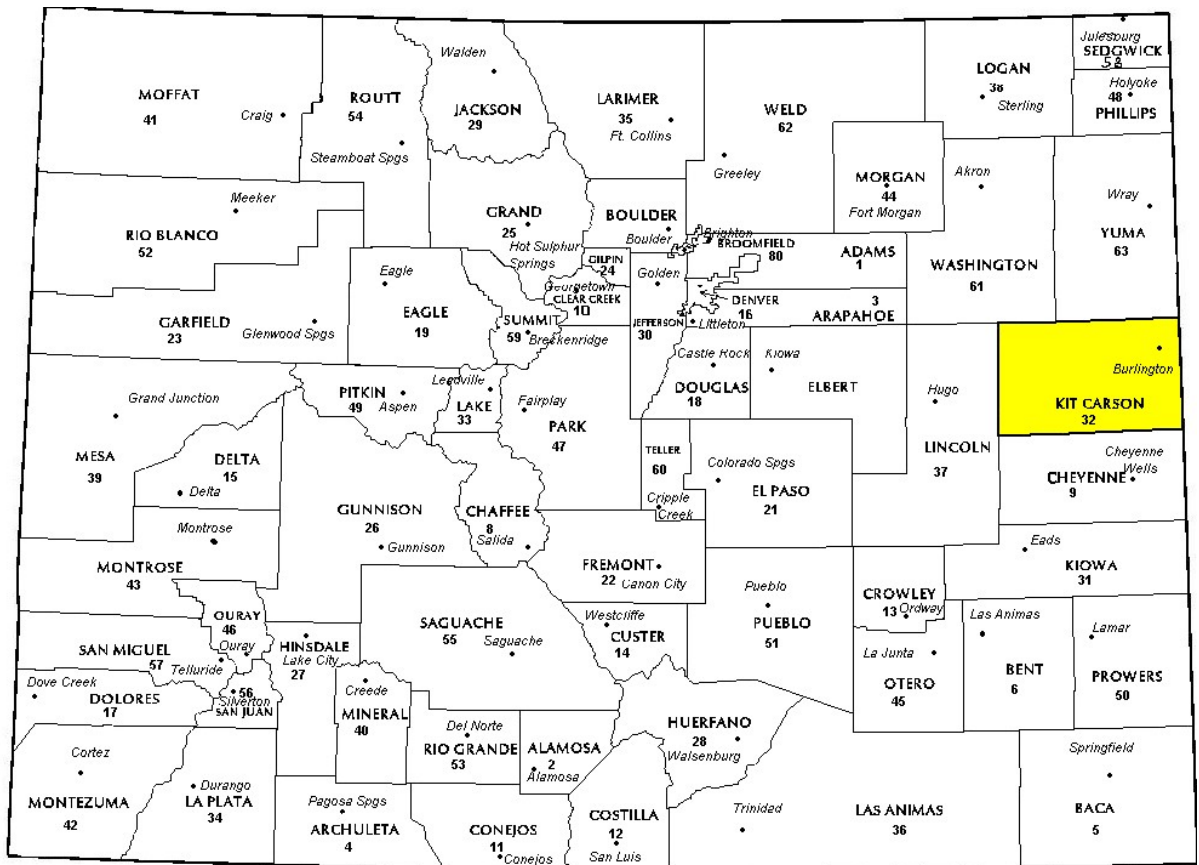 Julesburg
SEDGWICK
58
Walden
LOGAN
38
Sterling
Holyoke
48
PHILLIPS
MOFFAT
41
Craig
ROUTT
54
Steamboat Spgs
JACKSON
29
LARIMER
35
Ft. Collins
WELD
62
Greeley
MORGAN
44
Fort Morgan
Akron
Wray
YUMA
63
Meeker
RIO BLANCO
52
GRAND
25
Hot Sulphur
Springs
BOULDER
Boulder
Brighton
BROOMFIELD
80
ADAMS
1
WASHINGTON
61
GILPIN
24
Golden
Eagle
EAGLE
19
Georgetown
CLEAR CREEK
10
DENVER
16
3
ARAPAHOE
GARFIELD
23
Glenwood Spgs
SUMMIT
59
Breckenridge
JEFFERSON
30
Littleton
Castle Rock
DOUGLAS
18
Kiowa
ELBERT
Hugo
Burlington
KIT CARSON
32
PITKIN
49
Aspen
Leadville
LAKE
33
Fairplay
PARK
47
Grand Junction
MESA
39
DELTA
15
Delta
TELLER
60
Cripple
Creek
Colorado Spgs
EL PASO
21
LINCOLN
37
Cheyenne
Wells
CHEYENNE
9
GUNNISON
26
Gunnison
CHAFFEE
8
Salida
Montrose
MONTROSE
43
FREMONT
22
Canon City
Pueblo
PUEBLO
51
CROWLEY
13
Ordway
Eads
KIOWA
31
OURAY
46
Ouray
HINSDALE
Lake City
27
SAGUACHE
55
Saguache
Westcliffe
CUSTER
14
La Junta
OTERO
45
Las Animas
BENT
6
Lamar
PROWERS
50
SAN MIGUEL
57
Telluride
Dove Creek
DOLORES
17
56
Silverton
SAN JUAN
Creede
MINERAL
40
Del Norte
RIO GRANDE
53
ALAMOSA
2
Alamosa
HUERFANO
28
Walsenburg
Cortez
MONTEZUMA
42
Durango
LA PLATA
34
Pagosa Spgs
ARCHULETA
4
CONEJOS
11
Conejos
COSTILLA
12
San Luis
Trinidad
LAS ANIMAS
36
Springfield
BACA
5